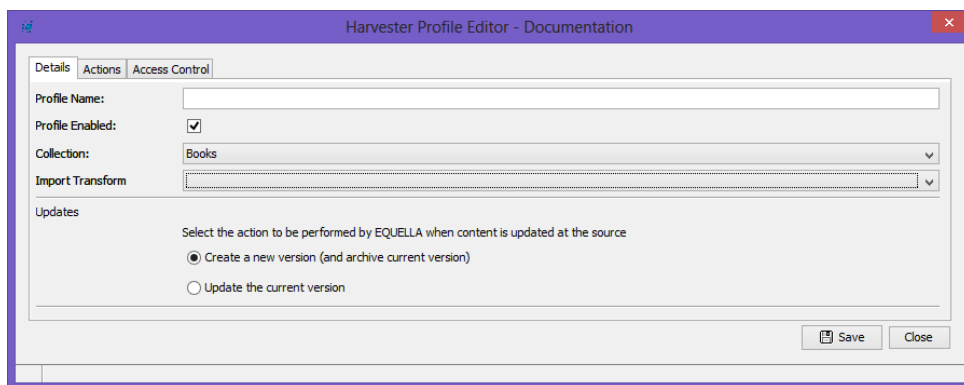 Harvester Profile Editor - Documentation
Details Actions Access Control
Profile Name:
Profile Enabled:
Collection: Books
Import Transform
Updates
Select the action to be performed by EQUELLA when content is updated at the source
Create a new version (and archive current version)
Update the current version
Save Close